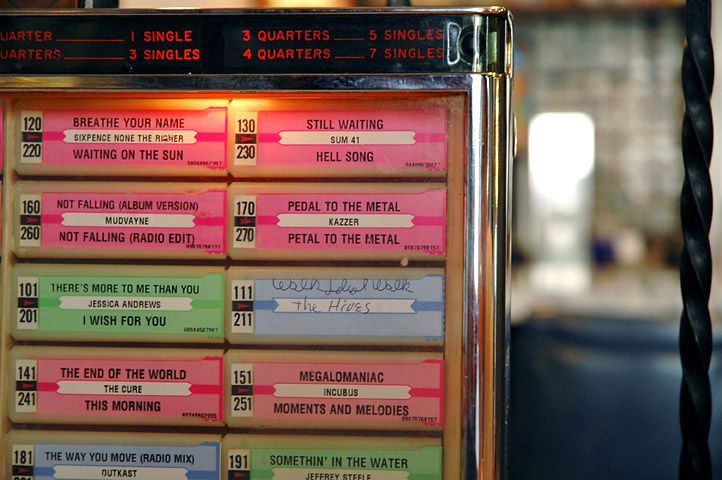 UARTER 1 SINGLE
3 QUARTERS 5 SINGLES
UARTERS 3 SINGLES
4 QUARTERS 7 SINGLES
120
BREATHE YOUR NAME
SIXPENCE NONE THE RICHER
220
WAITING ON THE SUN
130
STILL WAITING
SUM 41
230
HELL SONG
160
NOT FALLING (ALBUM VERSION)
MUDVAYNE
260
NOT FALLING (RADIO EDIT)
170
PEDAL TO THE METAL
KAZZER
270
PETAL TO THE METAL
01878798157
101
THERE'S MORE TO ME THAN YOU
JESSICA ANDREWS
201
I WISH FOR YOU
111
Walk Idiot Walk
The Hives
211
141
THE END OF THE WORLD
THE CURE
241
THIS MORNING
151
MEGALOMANIAC
INCUBUS
251
MOMENTS AND MELODIES
181
THE WAY YOU MOVE (RADIO MIX)
OUTKAST
191
SOMETHIN' IN THE WATER
JEFFREY STEELE